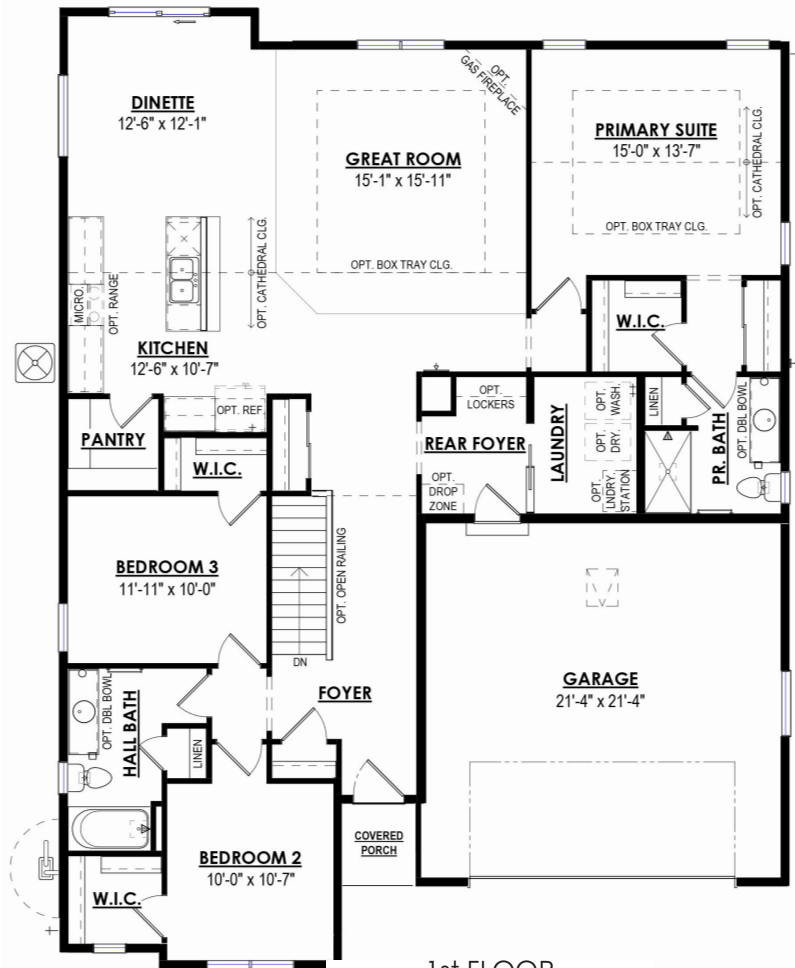 DINETTE
12'-6" x 12'-1"
OPT.
GAS FIREPLACE
GREAT ROOM
15'-1" x 15'-11"
OPT. BOX TRAY CLG.
PRIMARY SUITE
15'-0" x 13'-7"
OPT. CATHEDRAL CLG.
OPT. BOX TRAY CLG.
MICRO.
OPT. RANGE
OPT. CATHEDRAL CLG.
KITCHEN
12'-6" x 10'-7"
W.I.C.
OPT. REF.
PANTRY
W.I.C.
OPT.
LOCKERS
REAR FOYER
OPT.
DROP
ZONE
LAUNDRY
OPT.
WASH.
OPT.
DRY.
OPT.
LNDRY.
STATION
LINEN
PR. BATH
OPT. DBL BOWL
BEDROOM 3
11'-11" x 10'-0"
OPT. OPEN RAILING
DN
FOYER
GARAGE
21'-4" x 21'-4"
OPT. DBL BOWL
HALL BATH
LINEN
COVERED
PORCH
BEDROOM 2
10'-0" x 10'-7"
W.I.C.
1st FLOOR